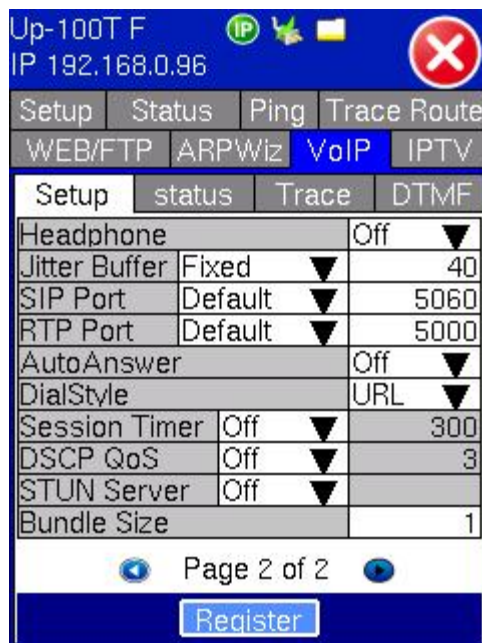 Up-100T F IP
IP 192.168.0.96
Setup Status Ping Trace Route
WEB/FTP ARPWiz VoIP IPTV
Setup status Trace DTMF
Headphone Off
Jitter Buffer Fixed 40
SIP Port Default 5060
RTP Port Default 5000
AutoAnswer Off
DialStyle URL
Session Timer Off 300
DSCP QoS Off 3
STUN Server Off
Bundle Size 1
Page 2 of 2
Register